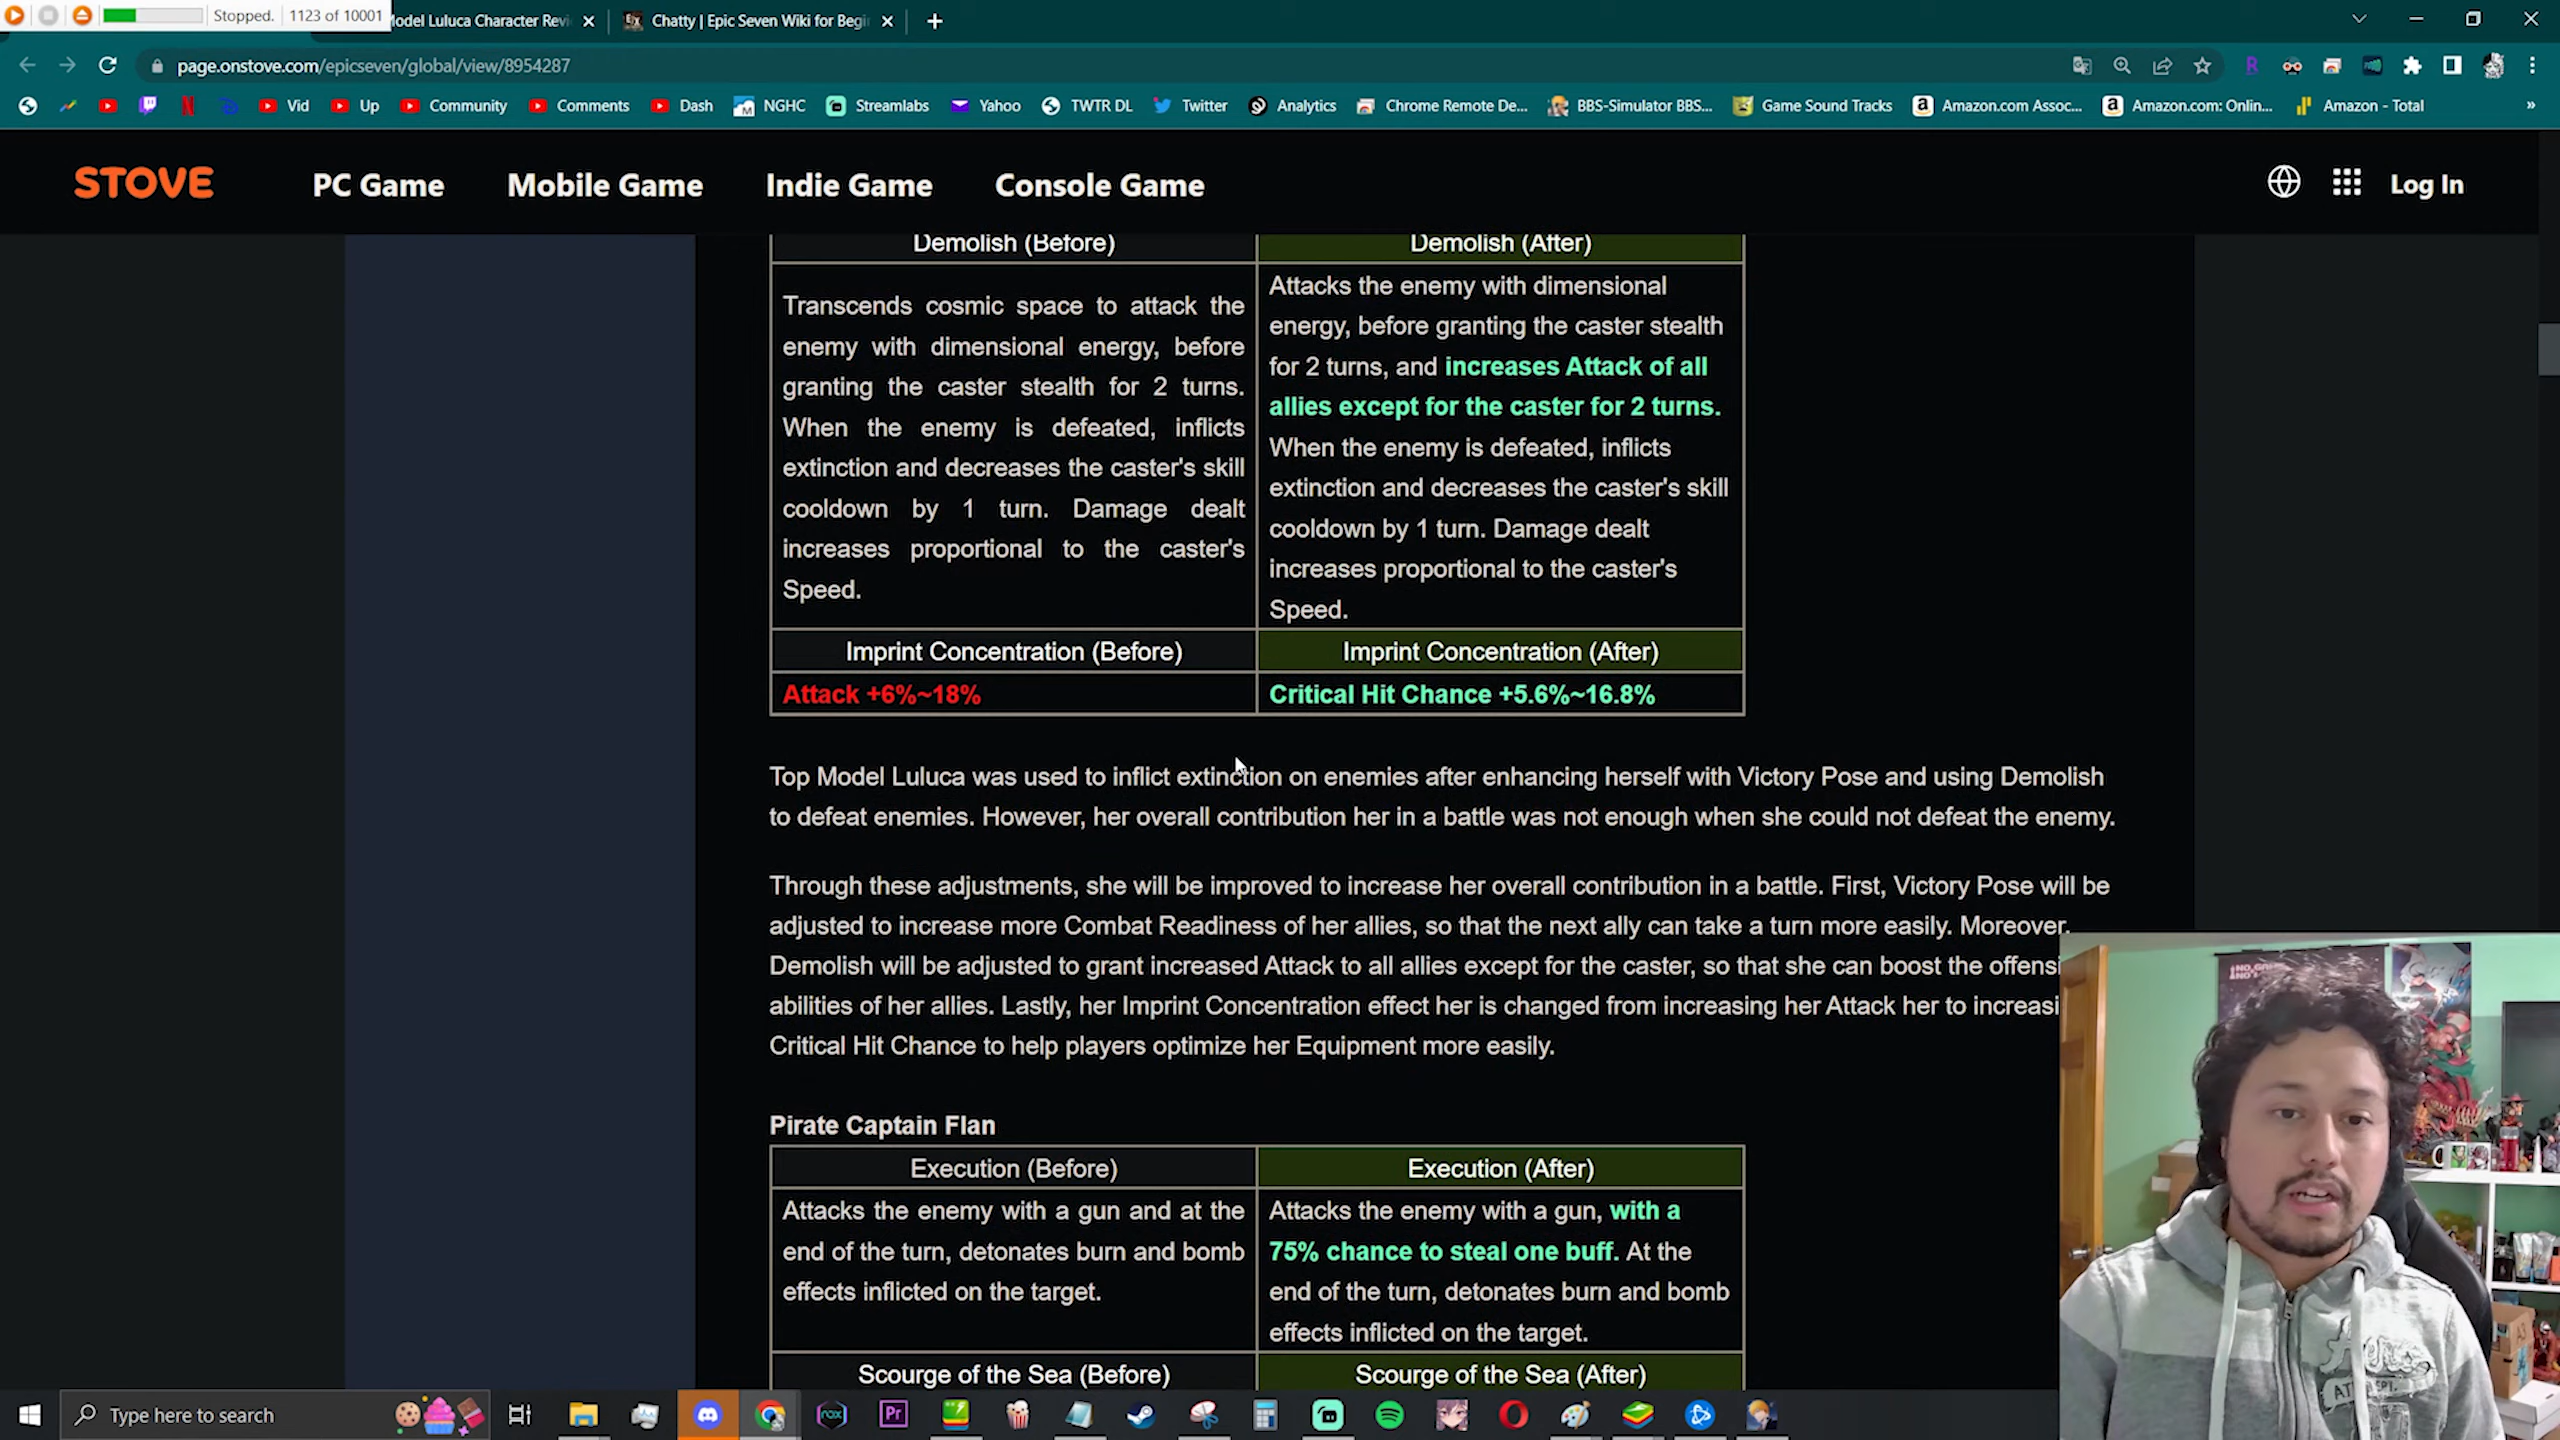 Stopped. 1123 of 10001
odel Luluca Character Revi
Chatty | Epic Seven Wiki for Begi
page.onstove.com/epicseven/global/view/8954287
Vid
Up
Community
Comments
Dash
NGHC
Streamlabs
Yahoo
TWTR DL
Twitter
Analytics
Chrome Remote De...
BBS-Simulator BBS...
Game Sound Tracks
Amazon.com Assoc...
Amazon.com: Onlin...
Amazon - Total
STOVE
PC Game
Mobile Game
Indie Game
Console Game
Log In
Demolish (Before)
Demolish (After)
Transcends cosmic space to attack the
enemy with dimensional energy, before
granting the caster stealth for 2 turns.
When the enemy is defeated, inflicts
extinction and decreases the caster's skill
cooldown by 1 turn. Damage dealt
increases proportional to the caster's
Speed.
Attacks the enemy with dimensional
energy, before granting the caster stealth
for 2 turns, and increases Attack of all
allies except for the caster for 2 turns.
When the enemy is defeated, inflicts
extinction and decreases the caster's skill
cooldown by 1 turn. Damage dealt
increases proportional to the caster's
Speed.
Imprint Concentration (Before)
Imprint Concentration (After)
Attack +6%~18%
Critical Hit Chance +5.6%~16.8%
Top Model Luluca was used to inflict extinction on enemies after enhancing herself with Victory Pose and using Demolish
to defeat enemies. However, her overall contribution her in a battle was not enough when she could not defeat the enemy.
Through these adjustments, she will be improved to increase her overall contribution in a battle. First, Victory Pose will be
adjusted to increase more Combat Readiness of her allies, so that the next ally can take a turn more easily. Moreover,
Demolish will be adjusted to grant increased Attack to all allies except for the caster, so that she can boost the offensi
abilities of her allies. Lastly, her Imprint Concentration effect her is changed from increasing her Attack her to increasi
Critical Hit Chance to help players optimize her Equipment more easily.
Pirate Captain Flan
Execution (Before)
Execution (After)
Attacks the enemy with a gun and at the
end of the turn, detonates burn and bomb
effects inflicted on the target.
Attacks the enemy with a gun, with a
75% chance to steal one buff. At the
end of the turn, detonates burn and bomb
effects inflicted on the target.
Scourge of the Sea (Before)
Scourge of the Sea (After)
Type here to search